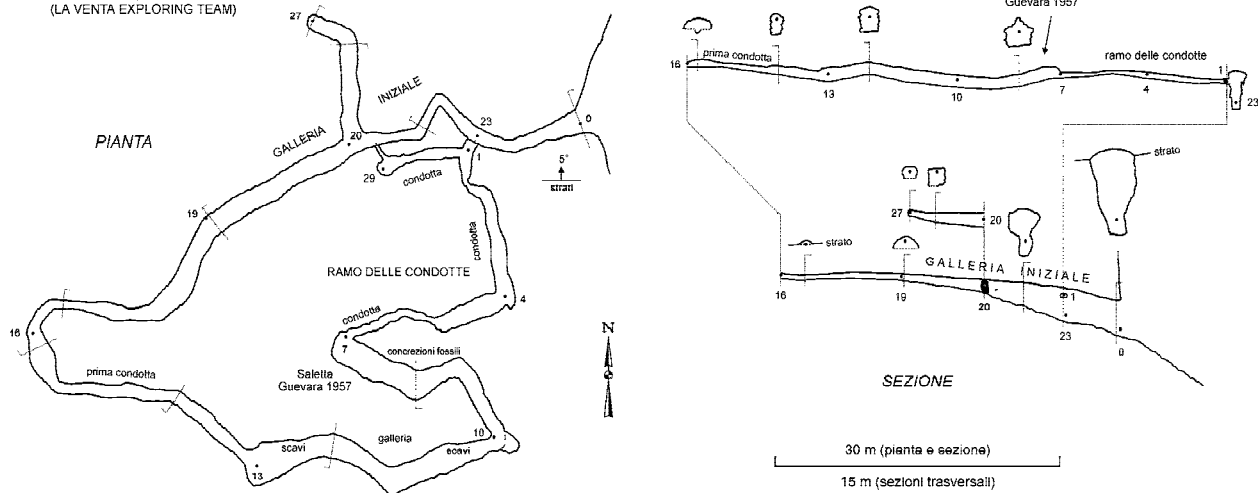 (LA VENTA EXPLORING TEAM)
27
PIANTA
GALLERIA
INIZIALE
20
23
0
1
29
condotta
5°
strati
19
condotta
RAMO DELLE CONDOTTE
4
condotta
7
concrezioni fossili
Saletta
Guevara 1957
N
16
prima condotta
scavi
galleria
scavi
10
13
Guevara 1957
16
prima condotta
ramo delle condotte
1
13
10
7
4
23
strato
27
20
strato
GALLERIA INIZIALE
16
19
20
1
23
0
SEZIONE
30 m (pianta e sezione)
15 m (sezioni trasversali)